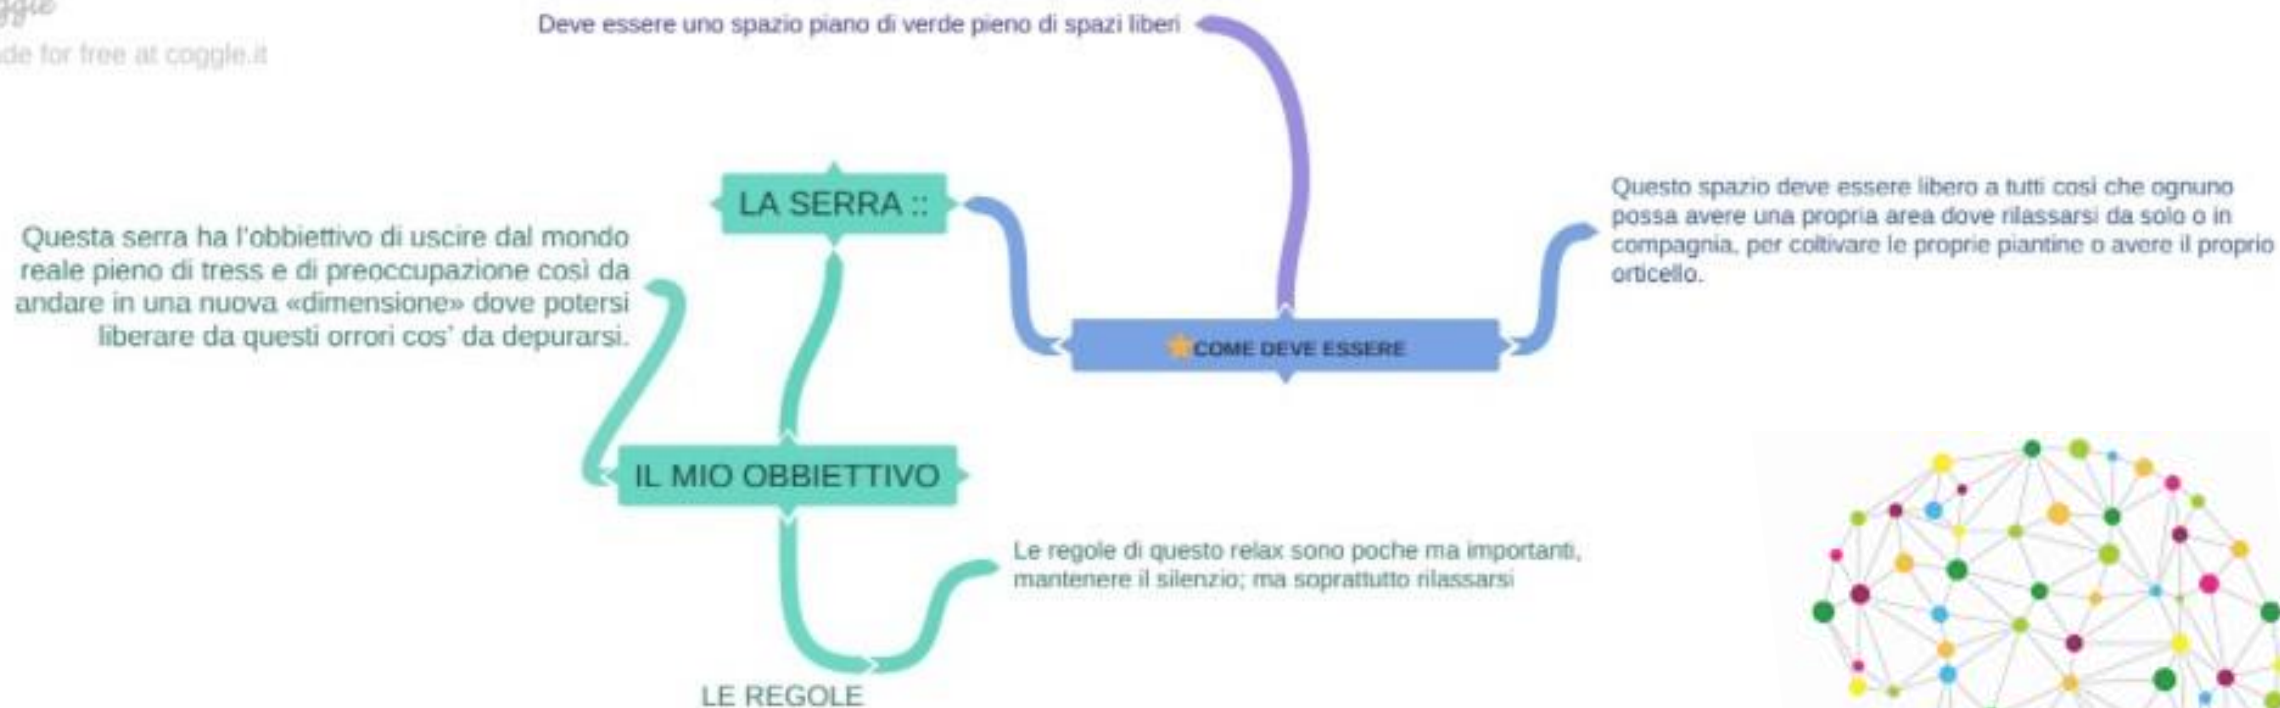 ade for free at coggle.it
Deve essere uno spazio piano di verde pieno di spazi liberi
LA SERRA ::
Questo spazio deve essere libero a tutti così che ognuno
possa avere una propria area dove rilassarsi da solo o in
compagnia, per coltivare le proprie piantine o avere il proprio
orticello.
Questa serra ha l'obbiettivo di uscire dal mondo
reale pieno di tress e di preoccupazione così da
andare in una nuova «dimensione» dove potersi
liberare da questi orrori cos' da depurarsi.
COME DEVE ESSERE
IL MIO OBBIETTIVO
Le regole di questo relax sono poche ma importanti,
mantenere il silenzio; ma soprattutto rilassarsi
LE REGOLE